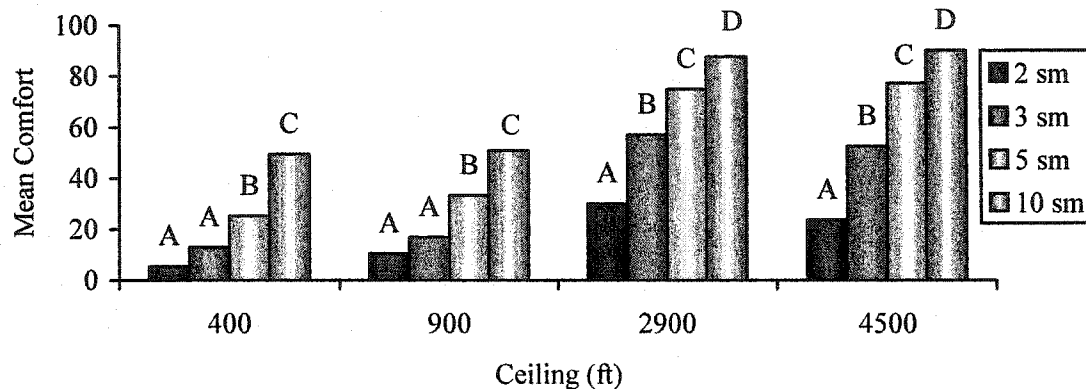 100
80
60
40
20
0
Mean Comfort
A A B C
A A B C
A B C D
A B C D
400 900 2900 4500
Ceiling (ft)
2 sm
3 sm
5 sm
10 sm